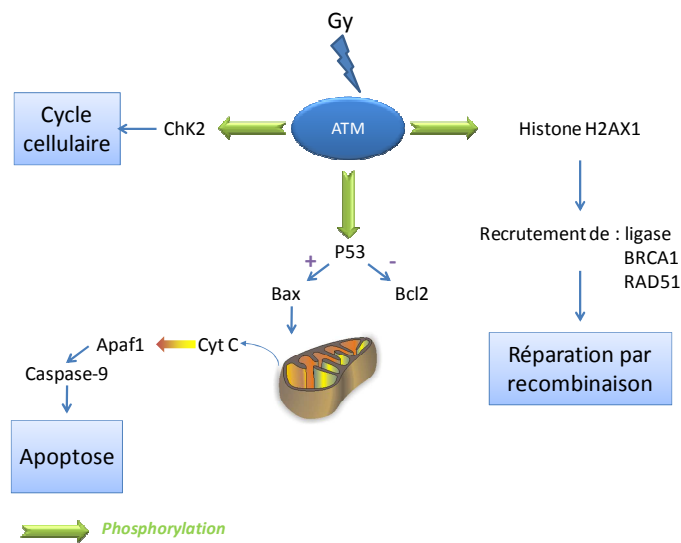 Gy
Cycle
cellulaire
ChK2
ATM
Histone H2AX1
P53
+
-
Bax
Bcl2
Recrutement de : ligase
BRCA1
RAD51
Apaf1
Cyt C
Caspase-9
Réparation par
recombinaison
Apoptose
Phosphorylation